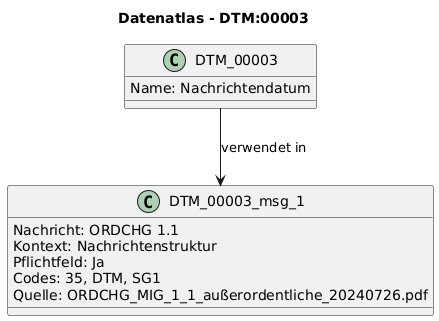 Datenatlas - DTM:00003
C DTM_00003
Name: Nachrichtendatum
verwendet in
C DTM_00003_msg_1
Nachricht: ORDCHG 1.1
Kontext: Nachrichtenstruktur
Pflichtfeld: Ja
Codes: 35, DTM, SG1
Quelle: ORDCHG_MIG_1_1_außerordentliche_20240726.pdf